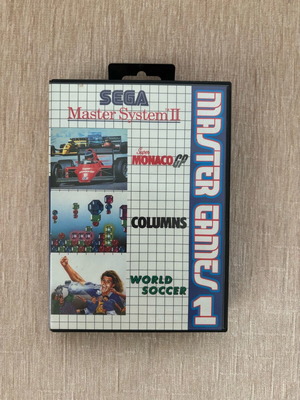 SEGA
Master System II
Super
MONACO GP
COLUMNS
WORLD
SOCCER
MASTER GAMES 1